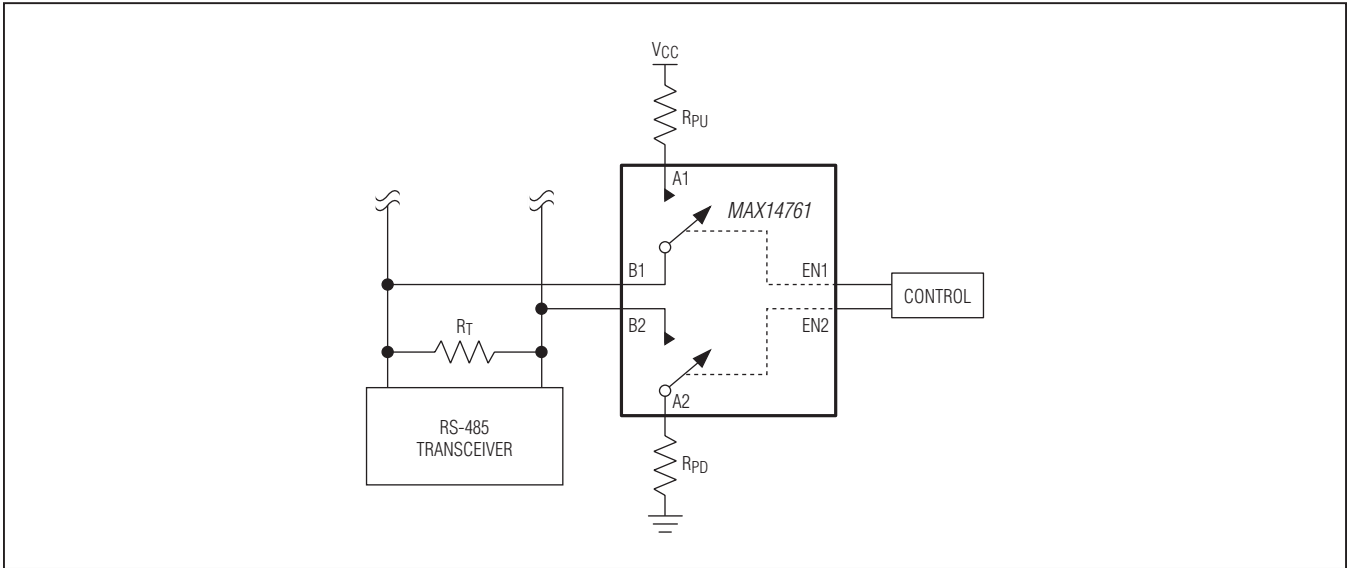 VCC
RPU
A1
MAX14761
B1
EN1
CONTROL
B2
EN2
RT
A2
RS-485
TRANSCEIVER
RPD